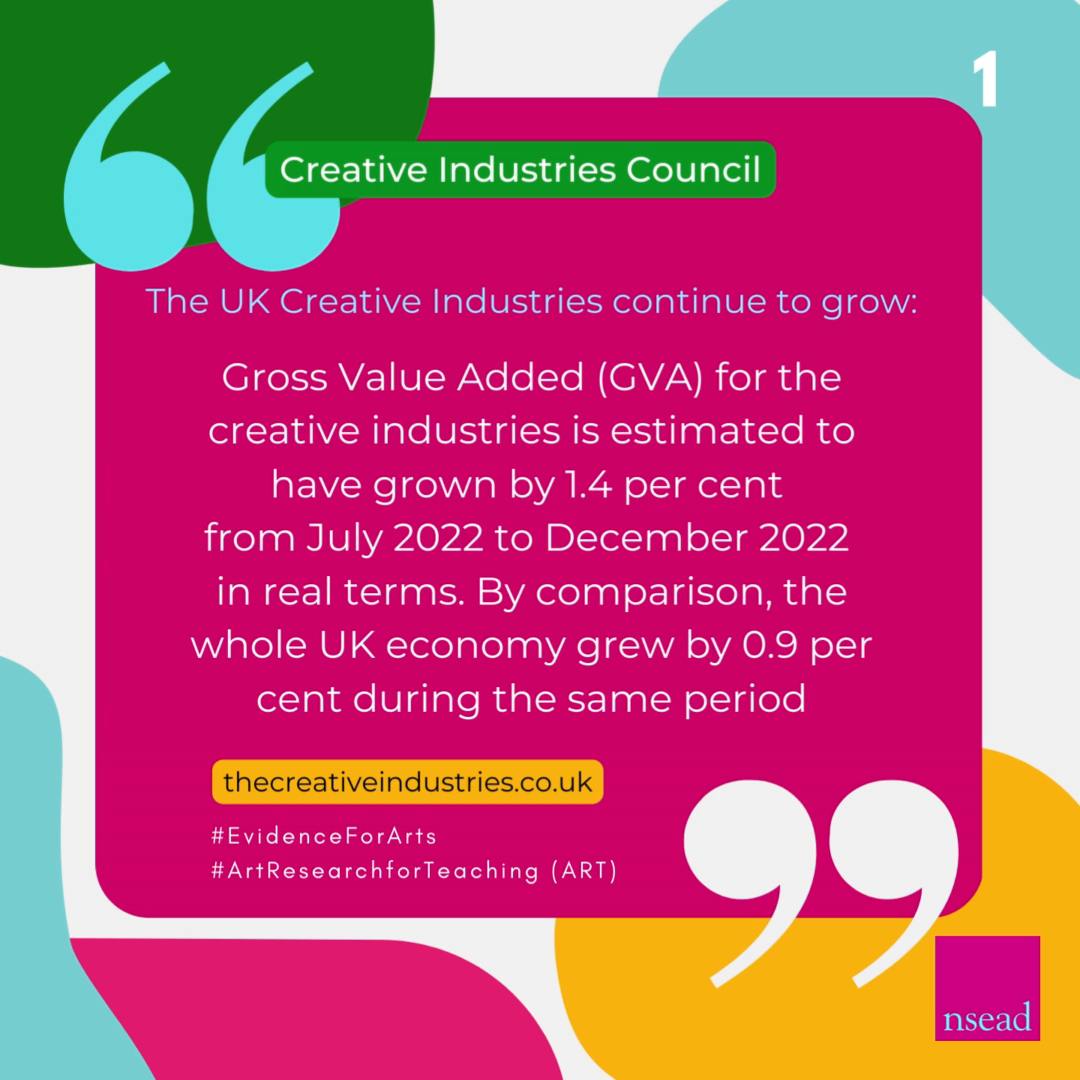 1
Creative Industries Council
The UK Creative Industries continue to grow:
Gross Value Added (GVA) for the
creative industries is estimated to
have grown by 1.4 per cent
from July 2022 to December 2022
in real terms. By comparison, the
whole UK economy grew by 0.9 per
cent during the same period
thecreativeindustries.co.uk
#EvidenceForArts
#ArtResearchforTeaching (ART)
nsead